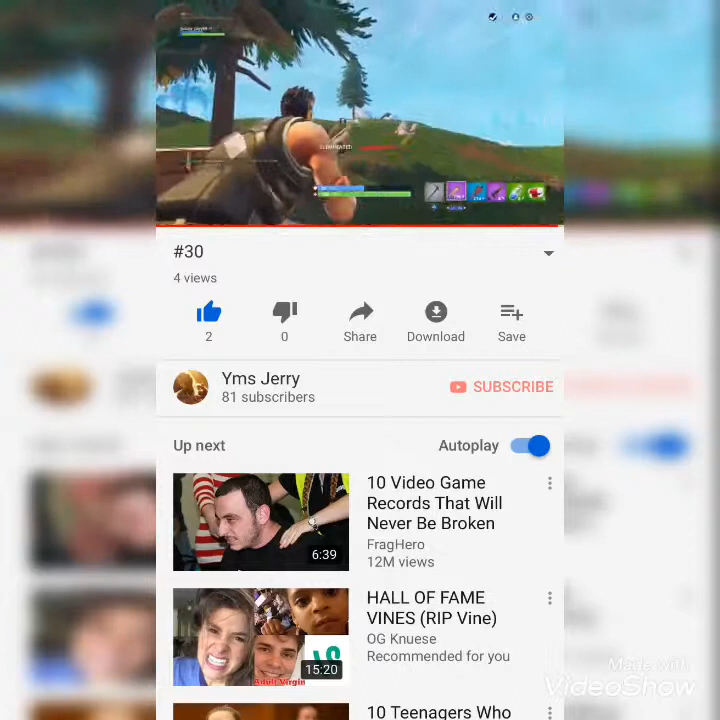 #30
4 views
2
0
Share
Download
Save
Yms Jerry
81 subscribers
SUBSCRIBE
Up next
Autoplay
10 Video Game
Records That Will
Never Be Broken
FragHero
12M views
6:39
HALL OF FAME
VINES (RIP Vine)
OG Knuese
Recommended for you
15:20
Adult Virgin
10 Teenagers Who
Made with
VideoShow